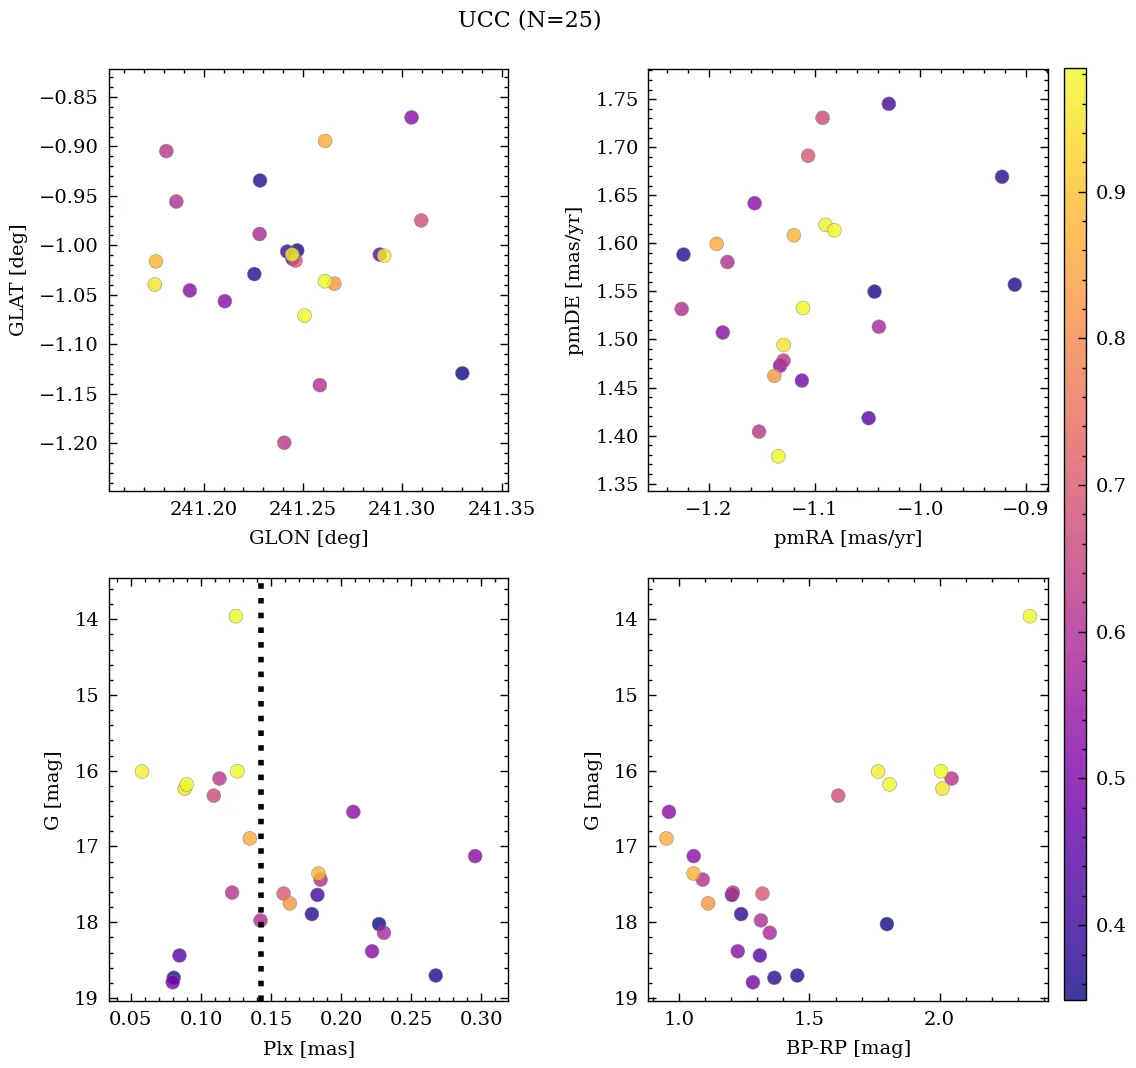 UCC (N=25)
−0.85
−0.90
−0.95
−1.00
−1.05
−1.10
−1.15
−1.20
GLAT [deg]
241.20 241.25 241.30 241.35
GLON [deg]
1.75
1.70
1.65
1.60
1.55
1.50
1.45
1.40
1.35
pmDE [mas/yr]
−1.2 −1.1 −1.0 −0.9
pmRA [mas/yr]
14
15
16
17
18
19
G [mag]
0.05 0.10 0.15 0.20 0.25 0.30
Plx [mas]
14
15
16
17
18
19
G [mag]
1.0 1.5 2.0
BP-RP [mag]
0.9
0.8
0.7
0.6
0.5
0.4